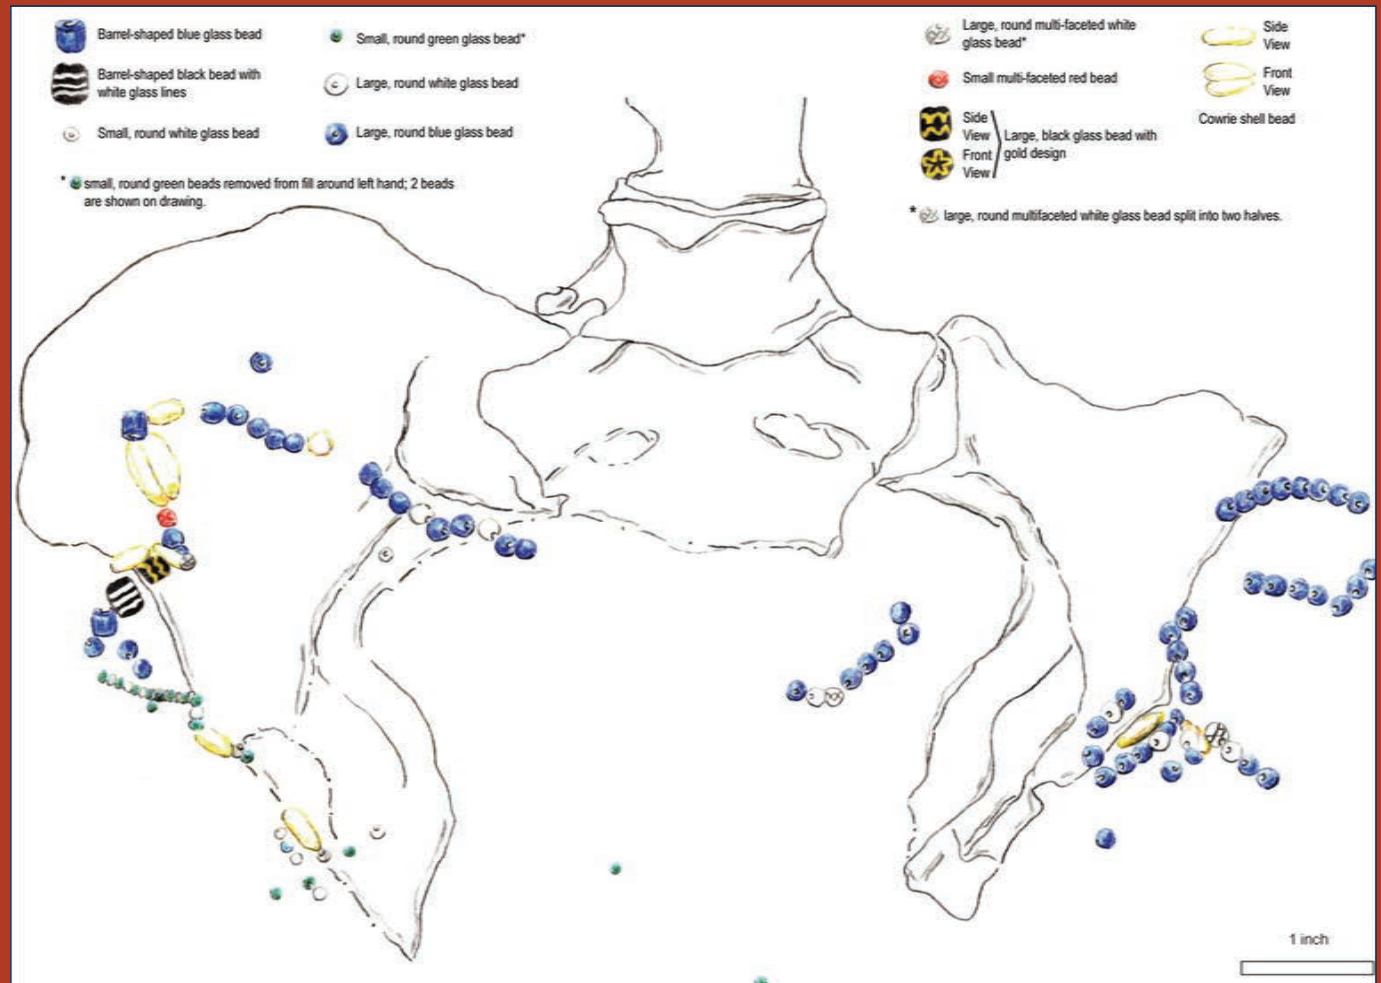 Barrel-shaped blue glass bead
Barrel-shaped black bead with
white glass lines
Small, round white glass bead
Small, round green glass bead*
Large, round white glass bead
Large, round blue glass bead
* small, round green beads removed from fill around left hand; 2 beads
are shown on drawing.
Large, round multi-faceted white
glass bead*
Small multi-faceted red bead
Side
View
Front
View
Large, black glass bead with
gold design
Side
View
Front
View
Cowrie shell bead
* large, round multifaceted white glass bead split into two halves.
1 inch